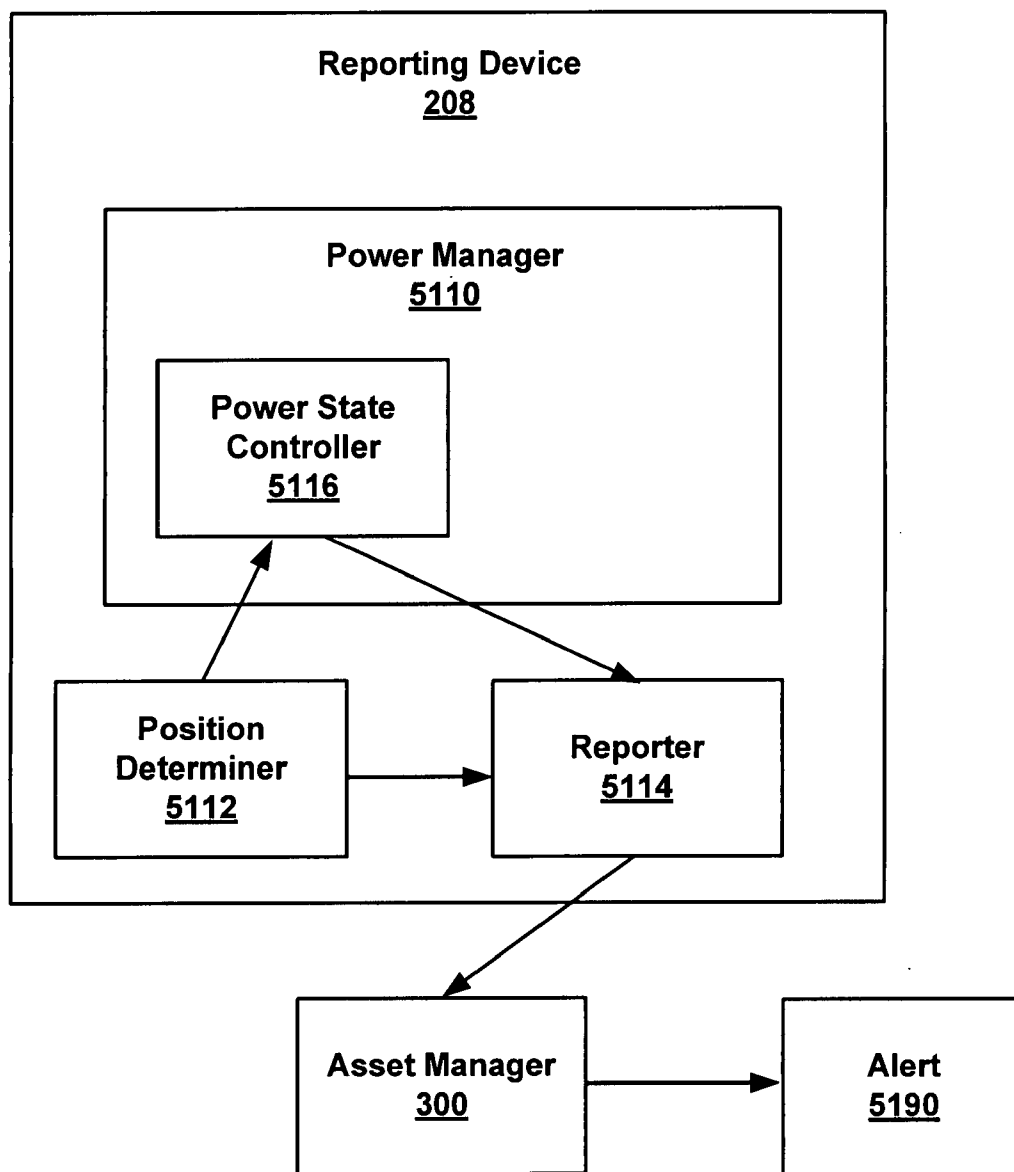 Reporting Device
208
Power Manager
5110
Power State
Controller
5116
Position
Determiner
5112
Reporter
5114
Asset Manager
300
Alert
5190